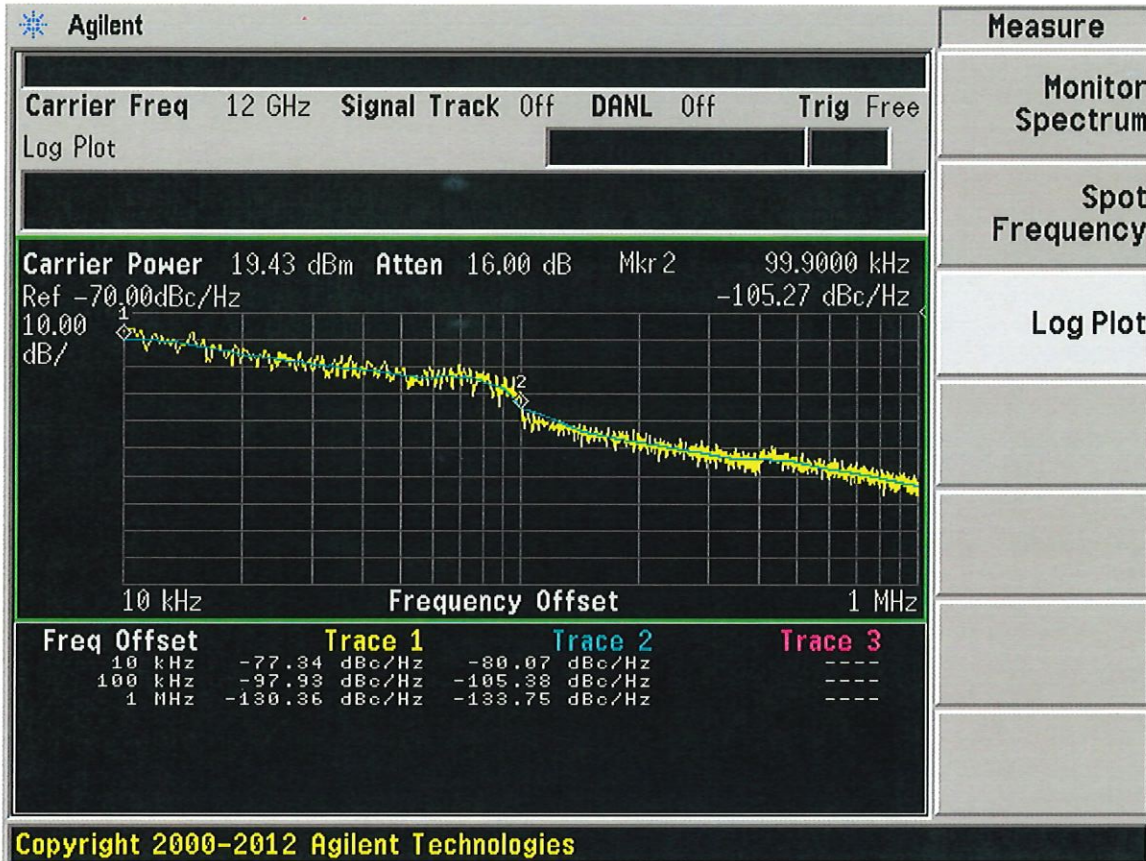 Agilent
Measure
Carrier Freq 12 GHz Signal Track Off DANL Off Trig Free
Log Plot
Monitor
Spectrum
Spot
Frequency
Log Plot
Carrier Power 19.43 dBm Atten 16.00 dB Mkr 2 99.9000 kHz
Ref -70.00dBc/Hz -105.27 dBc/Hz
10.00
dB/
1
2
10 kHz Frequency Offset 1 MHz
Freq Offset Trace 1 Trace 2 Trace 3
10 kHz -77.34 dBc/Hz -80.07 dBc/Hz ----
100 kHz -97.93 dBc/Hz -105.38 dBc/Hz ----
1 MHz -130.36 dBc/Hz -133.75 dBc/Hz ----
Copyright 2000-2012 Agilent Technologies